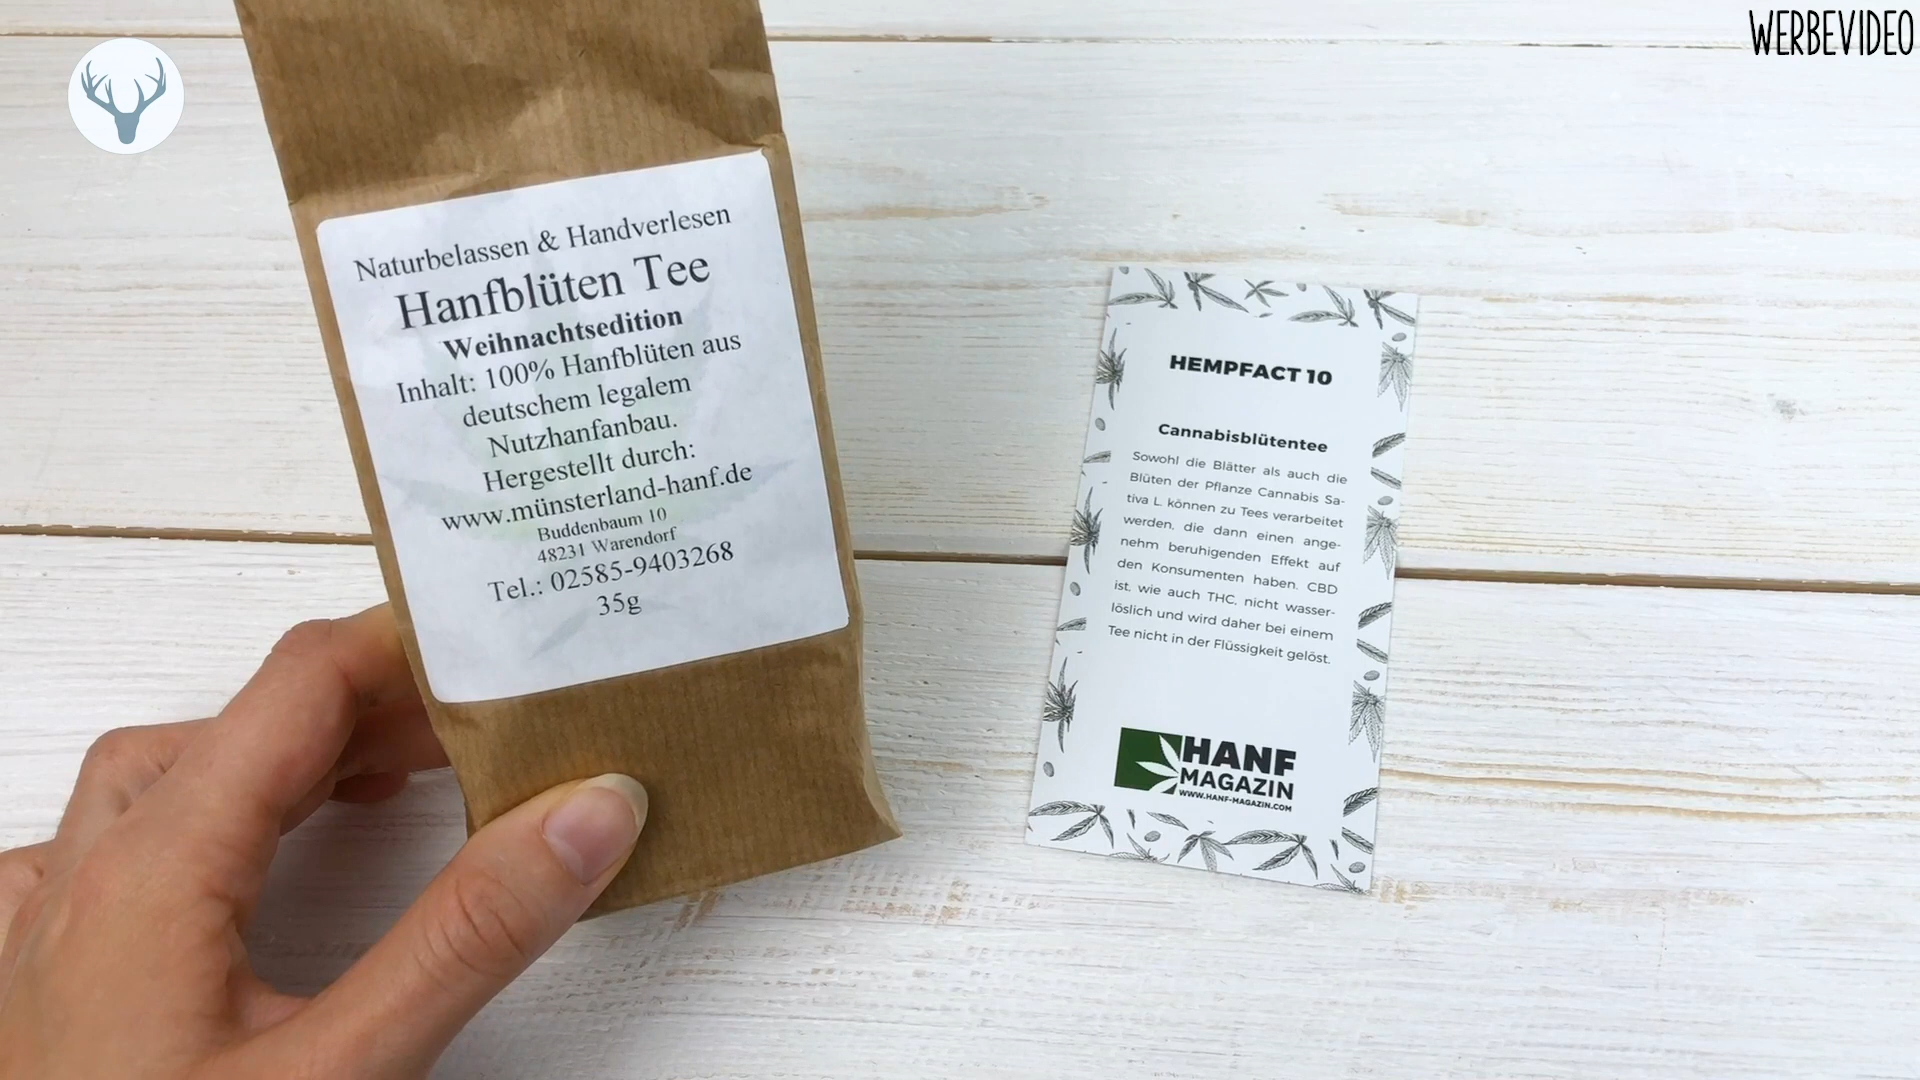 WERBEVIDEO
Naturbelassen & Handverlesen
Hanfblüten Tee
Weihnachtsedition
Inhalt: 100% Hanfblüten aus
deutschem legalem
Nutzhanfanbau.
Hergestellt durch:
www.münsterland-hanf.de
Buddenbaum 10
48231 Warendorf
Tel.: 02585-9403268
35g
HEMPFACT 10
Cannabisblütentee
Sowohl die Blätter als auch die
Blüten der Pflanze Cannabis Sa-
tiva L. können zu Tees verarbeitet
werden, die dann einen ange-
nehm beruhigenden Effekt auf
den Konsumenten haben. CBD
ist, wie auch THC, nicht wasser-
löslich und wird daher bei einem
Tee nicht in der Flüssigkeit gelöst.
HANF
MAGAZIN
WWW.HANF-MAGAZIN.COM